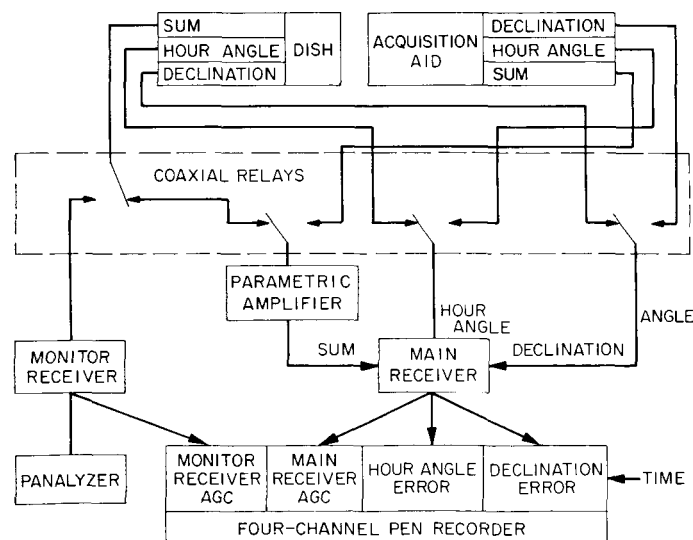 SUM
HOUR ANGLE
DECLINATION
DISH
ACQUISITION
AID
DECLINATION
HOUR ANGLE
SUM
COAXIAL RELAYS
PARAMETRIC
AMPLIFIER
HOUR
ANGLE
ANGLE
MONITOR
RECEIVER
SUM
MAIN
RECEIVER
DECLINATION
PANALYZER
MONITOR
RECEIVER
AGC
MAIN
RECEIVER
AGC
HOUR ANGLE
ERROR
DECLINATION
ERROR
TIME
FOUR-CHANNEL PEN RECORDER